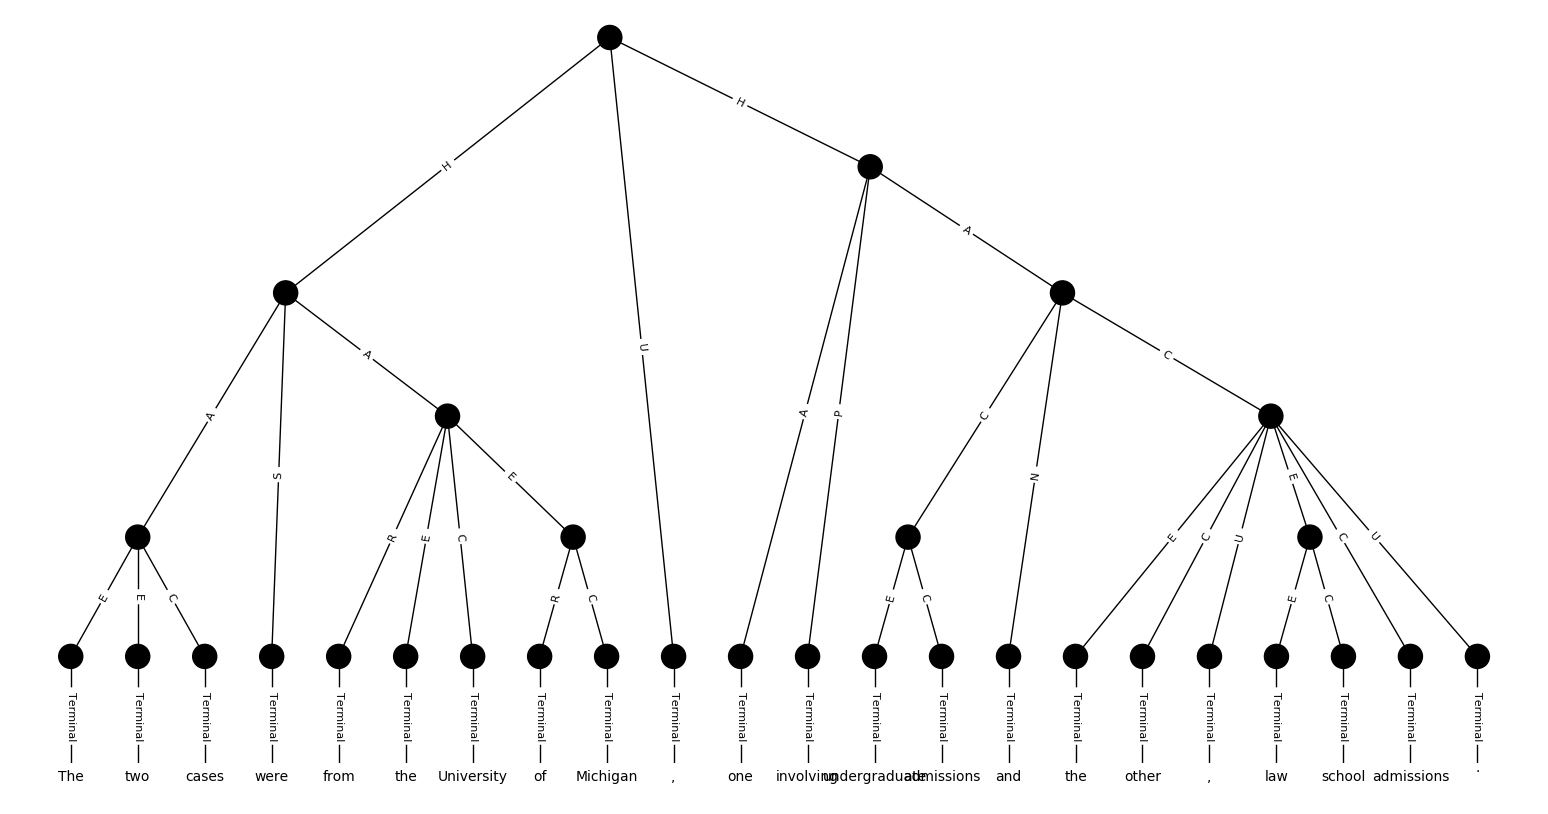 H
H
U
A
A
S
A
A
P
C
C
R
E
C
E
N
E
C
U
E
C
U
E
E
C
R
C
E
C
E
C
Terminal Terminal Terminal Terminal Terminal Terminal Terminal Terminal Terminal Terminal Terminal Terminal Terminal Terminal Terminal Terminal Terminal Terminal Terminal Terminal Terminal Terminal
The two cases were from the University of Michigan , one involving undergraduate admissions and the other , law school admissions .